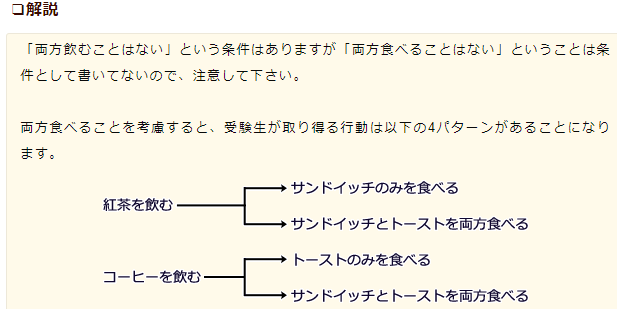 ❏解説
「両方飲むことはない」という条件はありますが「両方食べることはない」ということは条
件として書いてないので、注意して下さい。
両方食べることを考慮すると、受験生が取り得る行動は以下の4パターンがあることになり
ます。
紅茶を飲む
サンドイッチのみを食べる
サンドイッチとトーストを両方食べる
コーヒーを飲む
トーストのみを食べる
サンドイッチとトーストを両方食べる